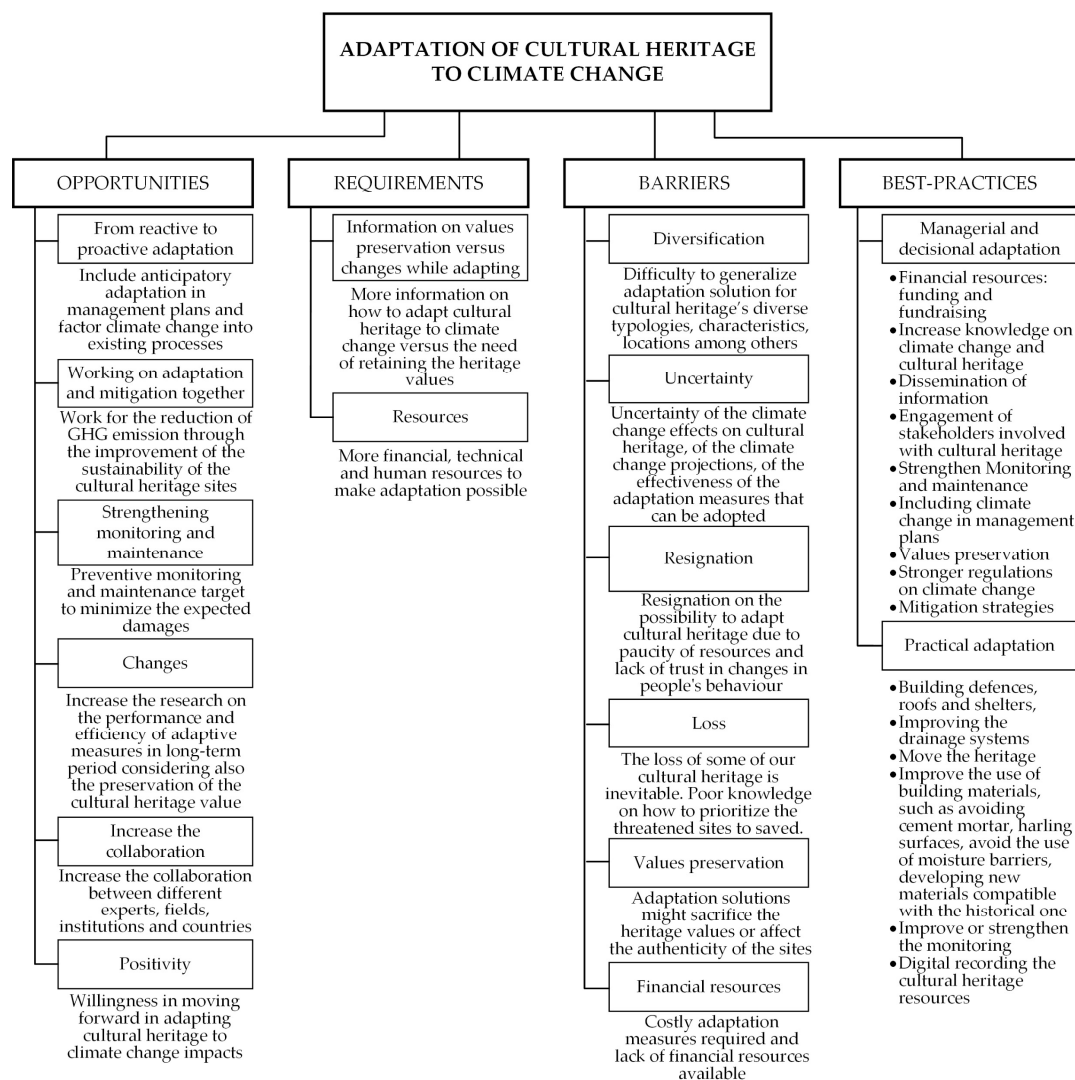 ADAPTATION OF CULTURAL HERITAGE
TO CLIMATE CHANGE
OPPORTUNITIES
From reactive to
proactive adaptation
Include anticipatory
adaptation in
management plans and
factor climate change into
existing processes
Working on adaptation
and mitigation together
Work for the reduction of
GHG emission through
the improvement of the
sustainability of the
cultural heritage sites
Strengthening
monitoring and
maintenance
Preventive monitoring
and maintenance target
to minimize the expected
damages
Changes
Increase the research on
the performance and
efficiency of adaptive
measures in long-term
period considering also
the preservation of the
cultural heritage value
Increase the
collaboration
Increase the collaboration
between different
experts, fields,
institutions and countries
Positivity
Willingness in moving
forward in adapting
cultural heritage to
climate change impacts
REQUIREMENTS
Information on values
preservation versus
changes while adapting
More information on
how to adapt cultural
heritage to climate
change versus the need
of retaining the heritage
values
Resources
More financial, technical
and human resources to
make adaptation possible
BARRIERS
Diversification
Difficulty to generalize
adaptation solution for
cultural heritage's diverse
typologies, characteristics,
locations among others
Uncertainty
Uncertainty of the climate
change effects on cultural
heritage, of the climate
change projections, of the
effectiveness of the
adaptation measures that
can be adopted
Resignation
Resignation on the
possibility to adapt
cultural heritage due to
paucity of resources and
lack of trust in changes in
people's behaviour
Loss
The loss of some of our
cultural heritage is
inevitable. Poor knowledge
on how to prioritize the
threatened sites to saved.
Values preservation
Adaptation solutions
might sacrifice the
heritage values or affect
the authenticity of the sites
Financial resources
Costly adaptation
measures required and
lack of financial resources
available
BEST-PRACTICES
Managerial and
decisional adaptation
•Financial resources:
funding and
fundraising
•Increase knowledge on
climate change and
cultural heritage
•Dissemination of
information
•Engagement of
stakeholders involved
with cultural heritage
•Strengthen Monitoring
and maintenance
•Including climate
change in management
plans
•Values preservation
•Stronger regulations
on climate change
•Mitigation strategies
Practical adaptation
•Building defences,
roofs and shelters,
•Improving the
drainage systems
•Move the heritage
•Improve the use of
building materials,
such as avoiding
cement mortar, harling
surfaces, avoid the use
of moisture barriers,
developing new
materials compatible
with the historical one
•Improve or strengthen
the monitoring
•Digital recording the
cultural heritage
resources